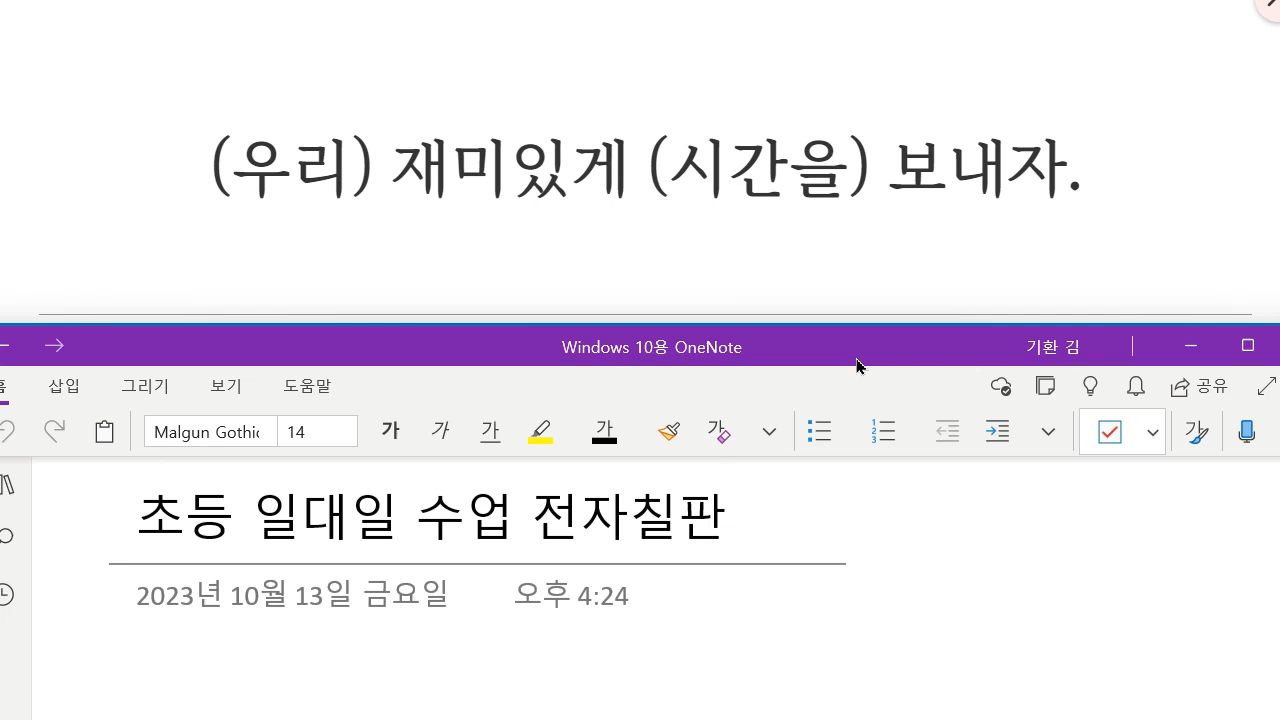 (우리) 재미있게 (시간을) 보내자.
Windows 10용 OneNote
기환 김
삽입 그리기 보기 도움말
공유
Malgun Gothic 14 가 가 가 가 가 가
초등 일대일 수업 전자칠판
2023년 10월 13일 금요일 오후 4:24